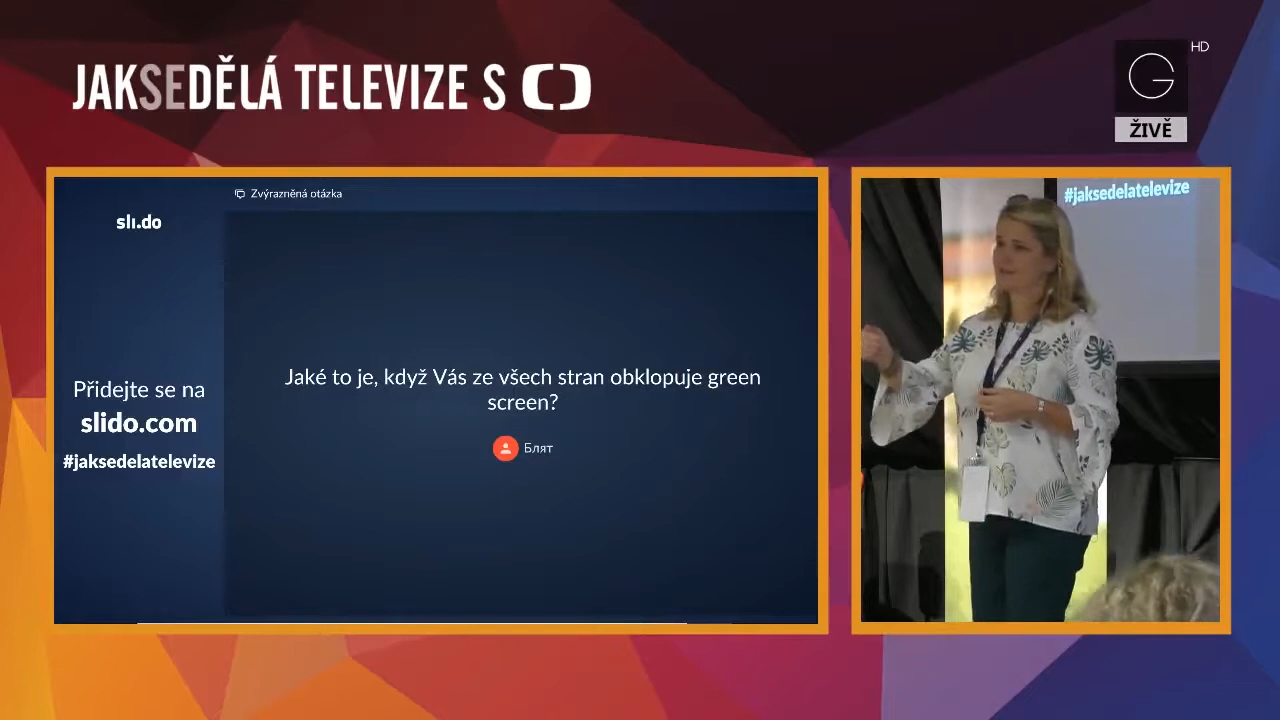 JAKSEDĚLÁ TELEVIZE S
HD
G
ŽIVĚ
Zvýrazněná otázka
sli.do
Přidejte se na
slido.com
#jaksedelatelevize
Jaké to je, když Vás ze všech stran obklopuje green
screen?
Блят
#jaksedelatelevize